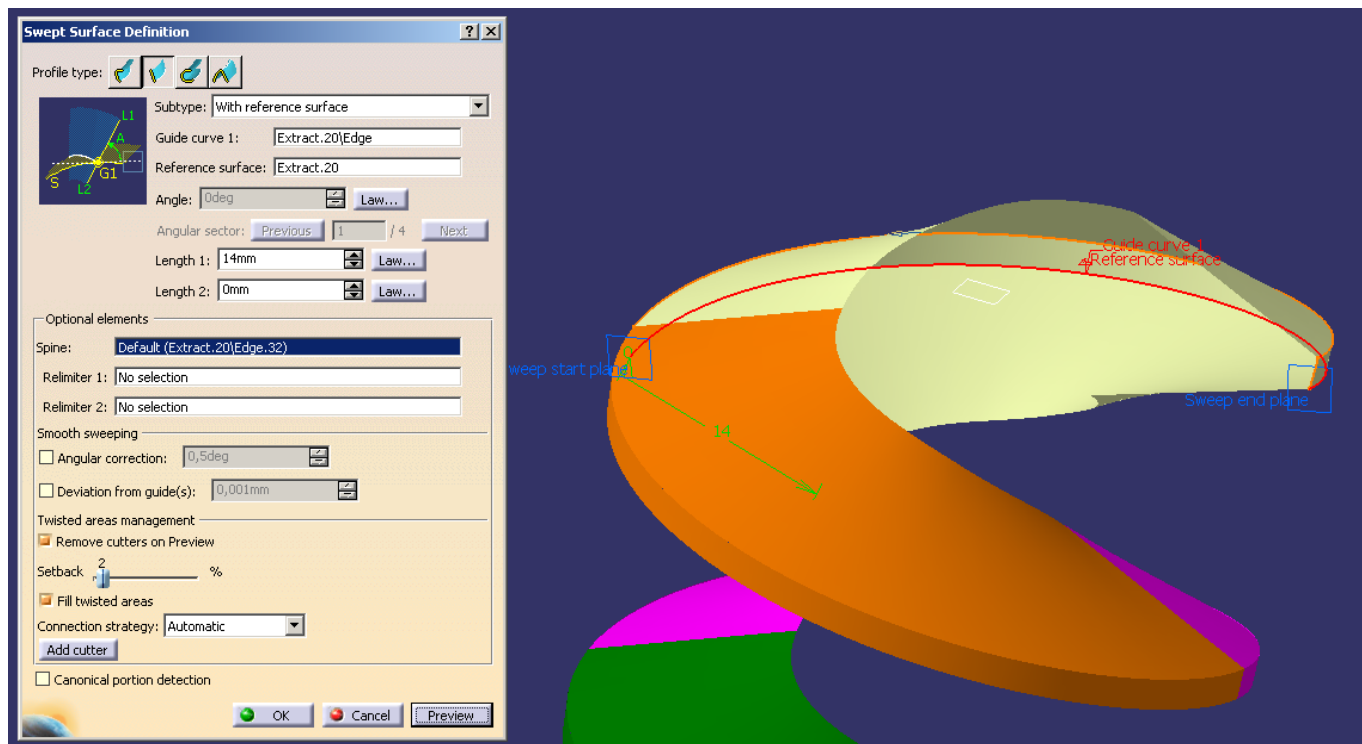 Swept Surface Definition
Profile type:
Subtype: With reference surface
L1
A
G1
S
L2
Guide curve 1: Extract.20\Edge
Reference surface: Extract.20
Angle: 0deg Law...
Angular sector: Previous 1 / 4 Next
Length 1: 14mm Law...
Length 2: 0mm Law...
Optional elements
Spine: Default (Extract.20\Edge.32)
Relimiter 1: No selection
Relimiter 2: No selection
Smooth sweeping
Angular correction: 0,5deg
Deviation from guide(s): 0,001mm
Twisted areas management
Remove cutters on Preview
Setback 2 %
Fill twisted areas
Connection strategy: Automatic
Add cutter
Canonical portion detection
OK Cancel Preview
Guide curve 1
Reference surface
0
weep start plane
Sweep end plane
14